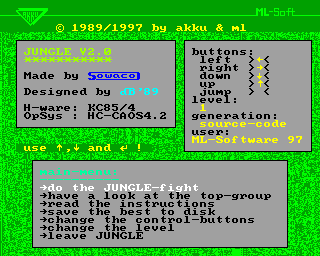 ML-Soft
© 1989/1997 by akku & ml
JUNGLE V2.0
***********
Made by Sowaco
Designed by dB'89
H-ware: KC85/4
OpSys : HC-CAOS4.2
use ↑,↓ and ↵ !
buttons:
left >←<
right >→<
down >↓<
up >↑<
jump > <
level:
1
generation:
source-code
user:
ML-Software 97
main-menu:
→do the JUNGLE-fight
→have a look at the top-group
→read the instructions
→save the best to disk
→change the control-buttons
→change the level
→leave JUNGLE